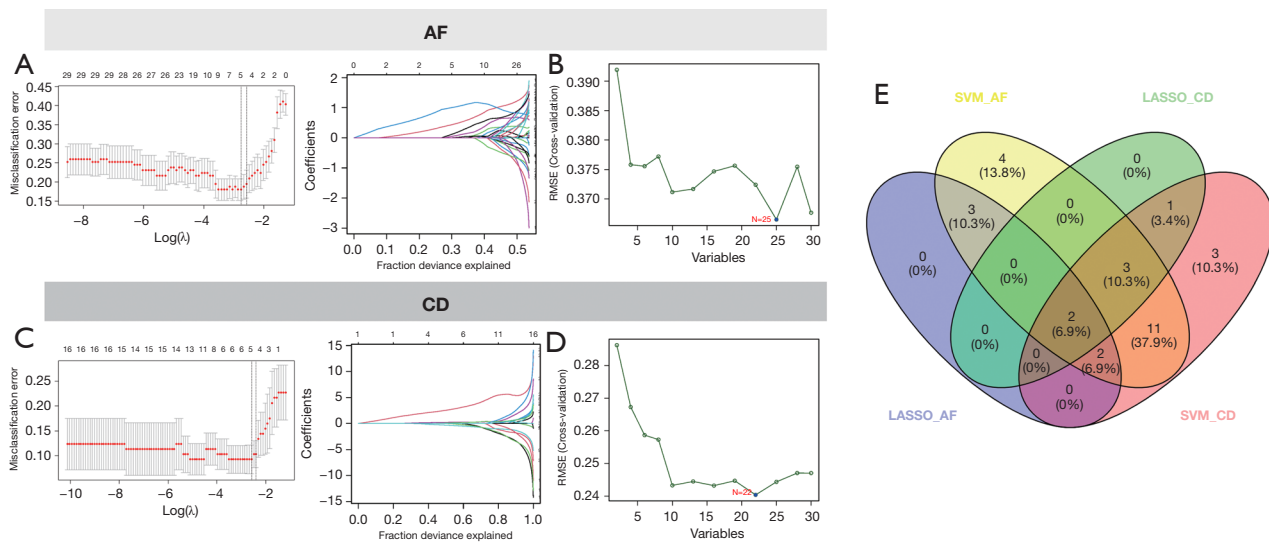 AF
A
29 29 29 29 28 26 27 26 23 19 10 9 7 5 4 2 2 0
Misclassification error
0.45
0.40
0.35
0.30
0.25
0.20
0.15
−8 −6 −4 −2
Log(λ)
0 2 4 5 10 26
Coefficients
2
1
0
−1
−2
−3
0.0 0.1 0.2 0.3 0.4 0.5
Fraction deviance explained
B
RMSE (Cross-validation)
0.390
0.380
0.370
N=25
5 10 15 20 25 30
Variables
CD
C
16 16 16 16 15 14 15 15 14 13 11 8 6 6 6 5 4 3 1
Misclassification error
0.25
0.20
0.15
0.10
−10 −8 −6 −4 −2
Log(λ)
1 1 4 6 11 16
Coefficients
15
10
5
0
−5
−10
−15
0.0 0.2 0.4 0.6 0.8 1.0
Fraction deviance explained
D
RMSE (Cross-validation)
0.28
0.27
0.26
0.25
0.24
N=22
5 10 15 20 25 30
Variables
E
SVM_AF
LASSO_CD
4
(13.8%)
0
(0%)
3
(10.3%)
0
(0%)
1
(3.4%)
0
(0%)
0
(0%)
3
(10.3%)
3
(10.3%)
2
(6.9%)
0
(0%)
11
(37.9%)
0
(0%)
2
(6.9%)
0
(0%)
LASSO_AF
SVM_CD